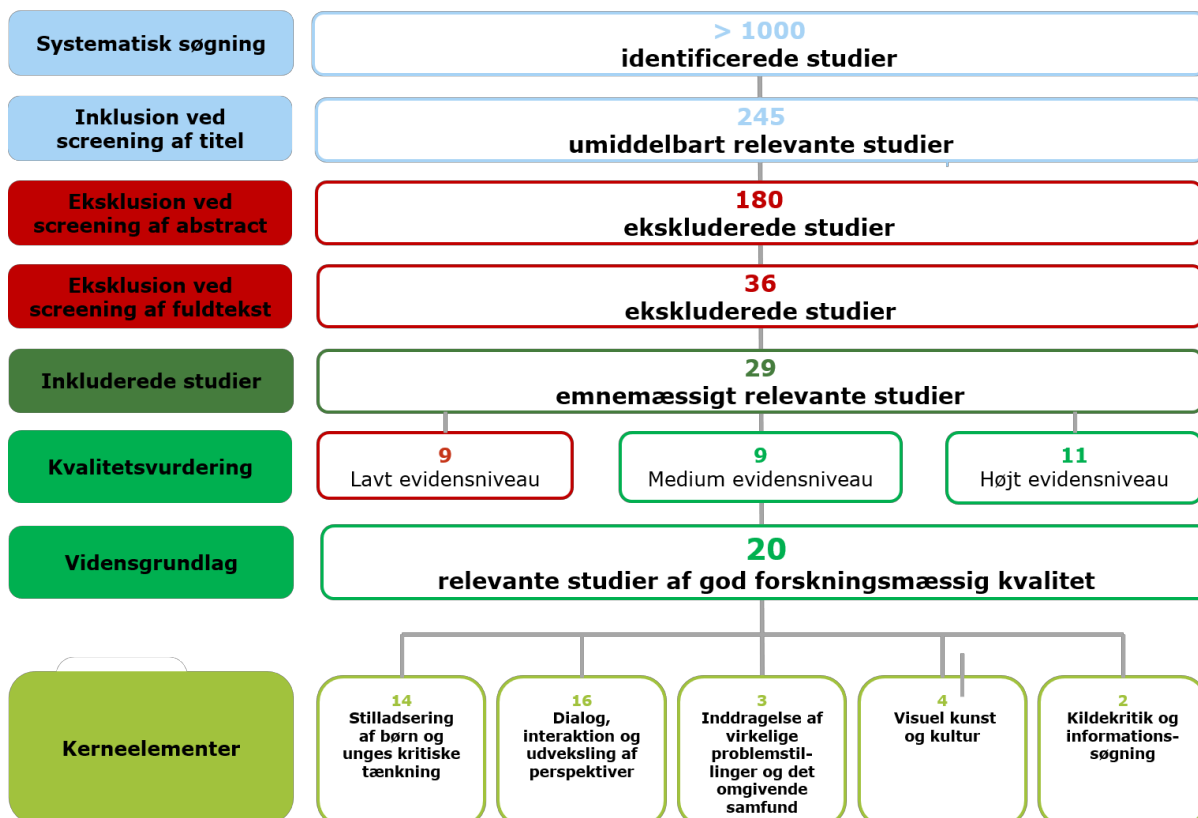 Systematisk søgning
> 1000
identificerede studier
Inklusion ved
screening af titel
245
umiddelbart relevante studier
Eksklusion ved
screening af abstract
180
ekskluderede studier
Eksklusion ved
screening af fuldtekst
36
ekskluderede studier
Inkluderede studier
29
emnemæssigt relevante studier
Kvalitetsvurdering
9
Lavt evidensniveau
9
Medium evidensniveau
11
Højt evidensniveau
Vidensgrundlag
20
relevante studier af god forskningsmæssig kvalitet
Kerneelementer
14
Stilladsering
af børn og
unges kritiske
tænkning
16
Dialog,
interaktion og
udveksling af
perspektiver
3
Inddragelse af
virkelige
problemstil-
linger og det
omgivende
samfund
4
Visuel kunst
og kultur
2
Kildekritik og
informations-
søgning